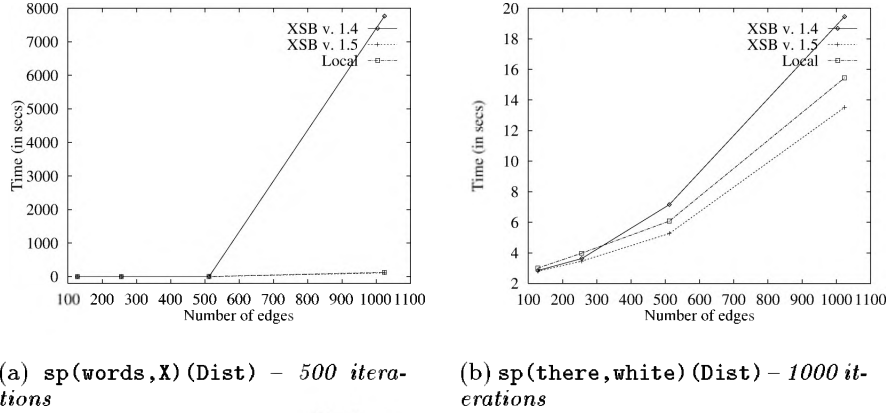 8000
7000
6000
5000
4000
3000
2000
1000
0
Time (in secs)
XSB v. 1.4
XSB v. 1.5
Local
100 200 300 400 500 600 700 800 900 1000 1100
Number of edges
20
18
16
14
12
10
8
6
4
2
Time (in secs)
XSB v. 1.4
XSB v. 1.5
Local
100 200 300 400 500 600 700 800 900 1000 1100
Number of edges
(a) sp(words,X)(Dist) – 500 itera-
tions
(b) sp(there,white)(Dist) – 1000 it-
erations